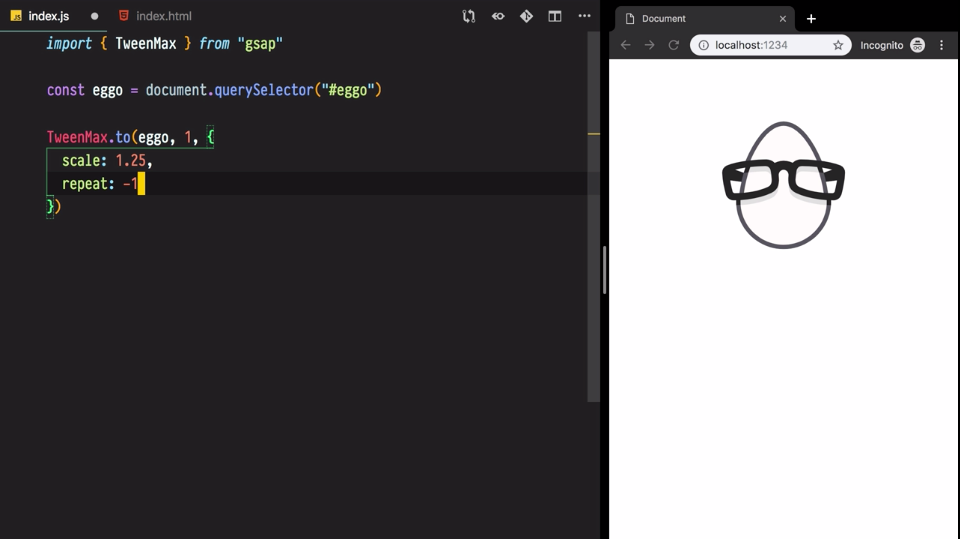 index.js
index.html
import { TweenMax } from "gsap"
const eggo = document.querySelector("#eggo")
TweenMax.to(eggo, 1, {
scale: 1.25,
repeat: -1
})
Document
localhost:1234
Incognito